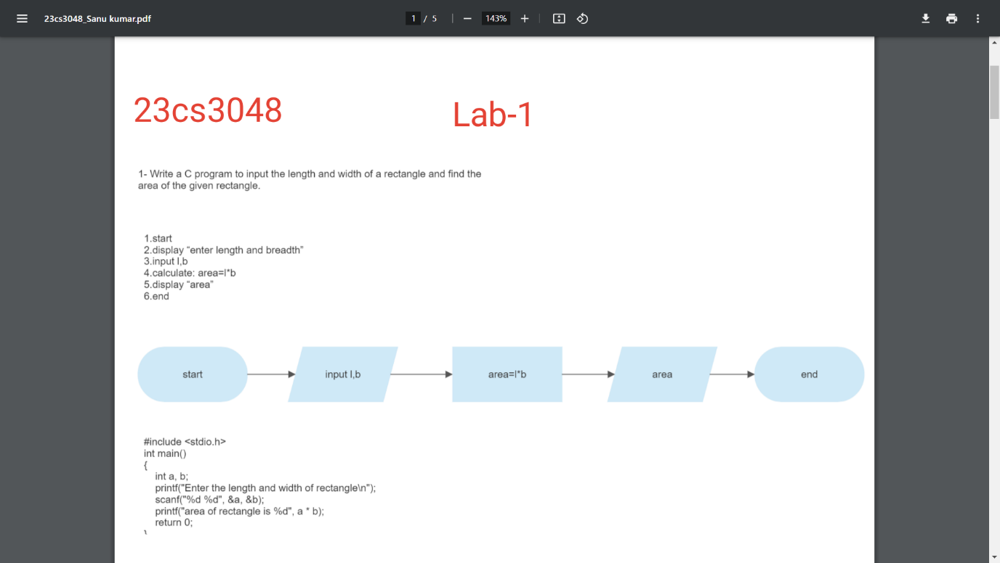 23cs3048_Sanu kumar.pdf
1 / 5
143%
23cs3048
Lab-1
1- Write a C program to input the length and width of a rectangle and find the
area of the given rectangle.
1.start
2.display “enter length and breadth”
3.input l,b
4.calculate: area=l*b
5.display “area”
6.end
start
input l,b
area=l*b
area
end
#include <stdio.h>
int main()
{
int a, b;
printf("Enter the length and width of rectangle\n");
scanf("%d %d", &a, &b);
printf("area of rectangle is %d", a * b);
return 0;
}